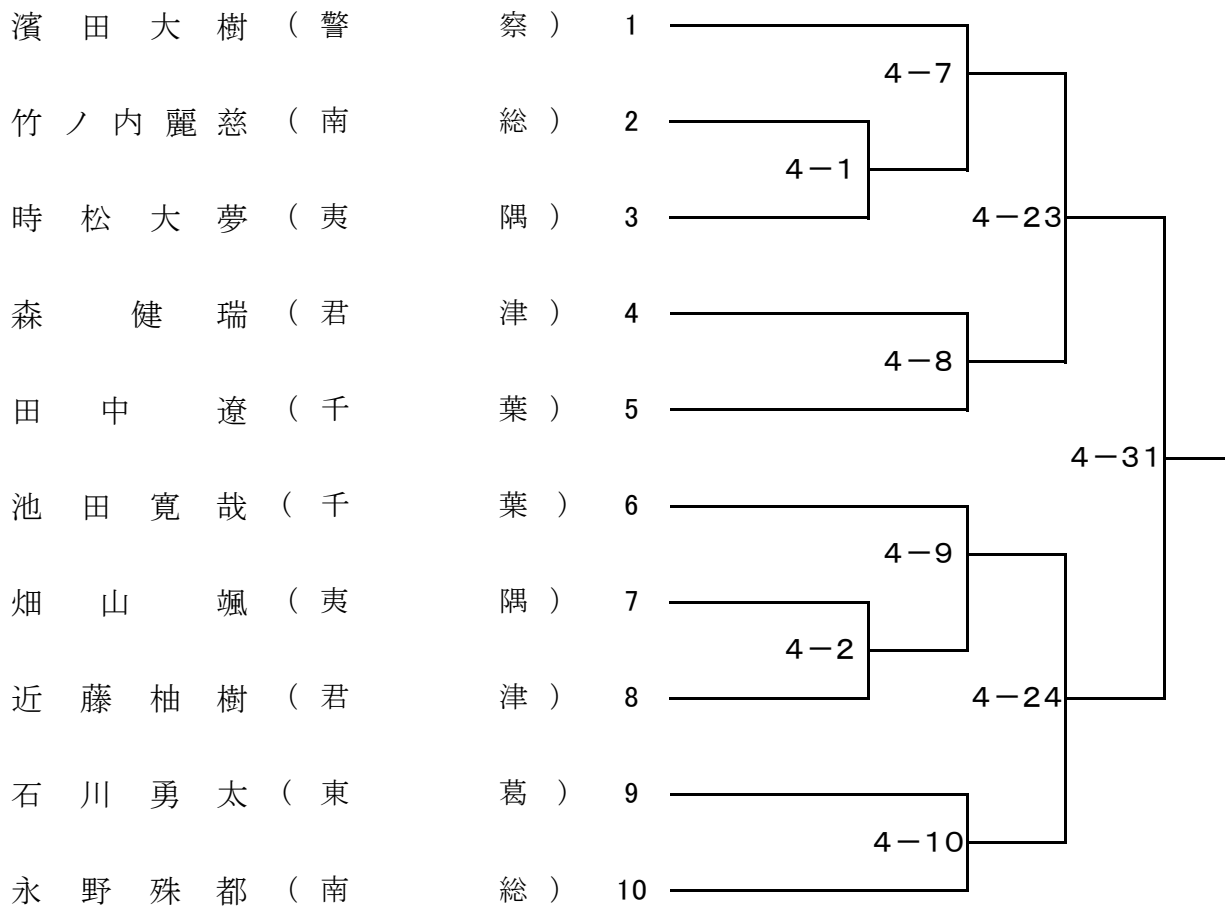 濱田大樹(警察) 1
4－7
竹ノ内麗慈(南総) 2
4－1
時松大夢(夷隅) 3
4－23
森健瑞(君津) 4
4－8
田中遼(千葉) 5
4－31
池田寛哉(千葉) 6
4－9
畑山颯(夷隅) 7
4－2
近藤柚樹(君津) 8
4－24
石川勇太(東葛) 9
4－10
永野殊都(南総) 10